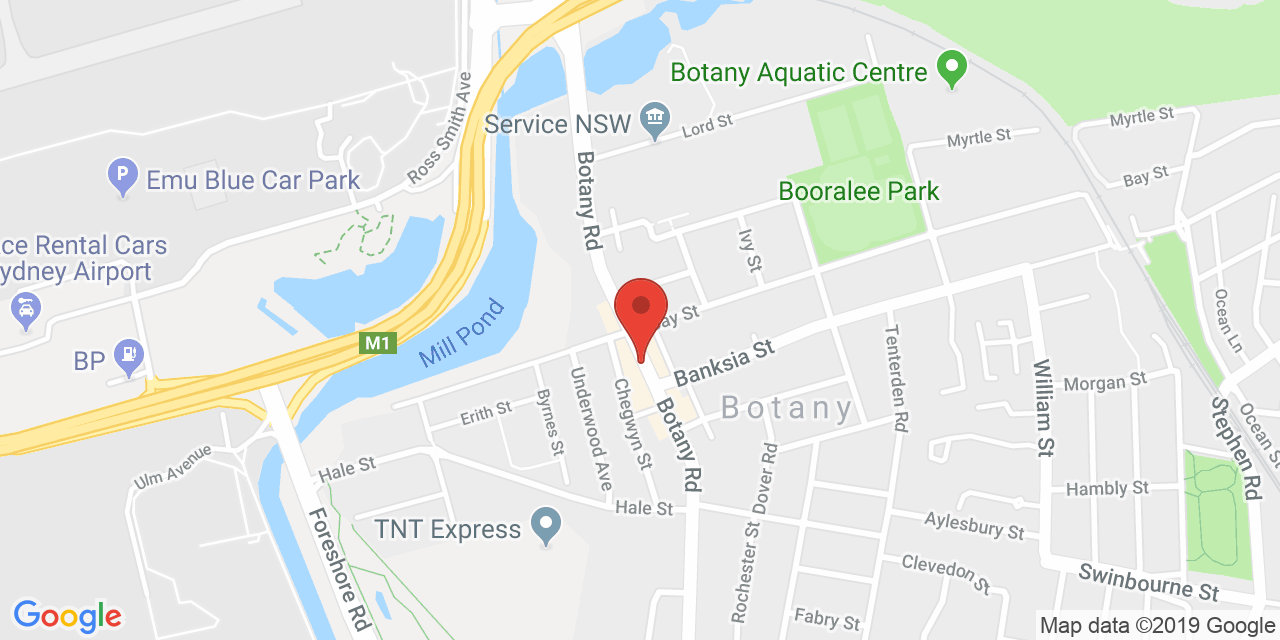 Botany Aquatic Centre
Service NSW
Lord St
Myrtle St
Myrtle St
Ross Smith Ave
Botany Rd
Emu Blue Car Park
Booralee Park
Bay St
Ivy St
ce Rental Cars
ydney Airport
Ocean Ln
BP
M1
Mill Pond
ay St
Banksia St
Tenterden Rd
William St
Morgan St
Botany
Erith St
Byrnes St
Underwood Ave
Chegwyn St
Botany Rd
Stephen Rd
Ocean St
Ulm Avenue
Hale St
Dover Rd
Hambly St
Hale St
TNT Express
Foreshore Rd
Rochester St
Aylesbury St
Clevedon St
Swinbourne St
Fabry St
Google
Map data ©2019 Google